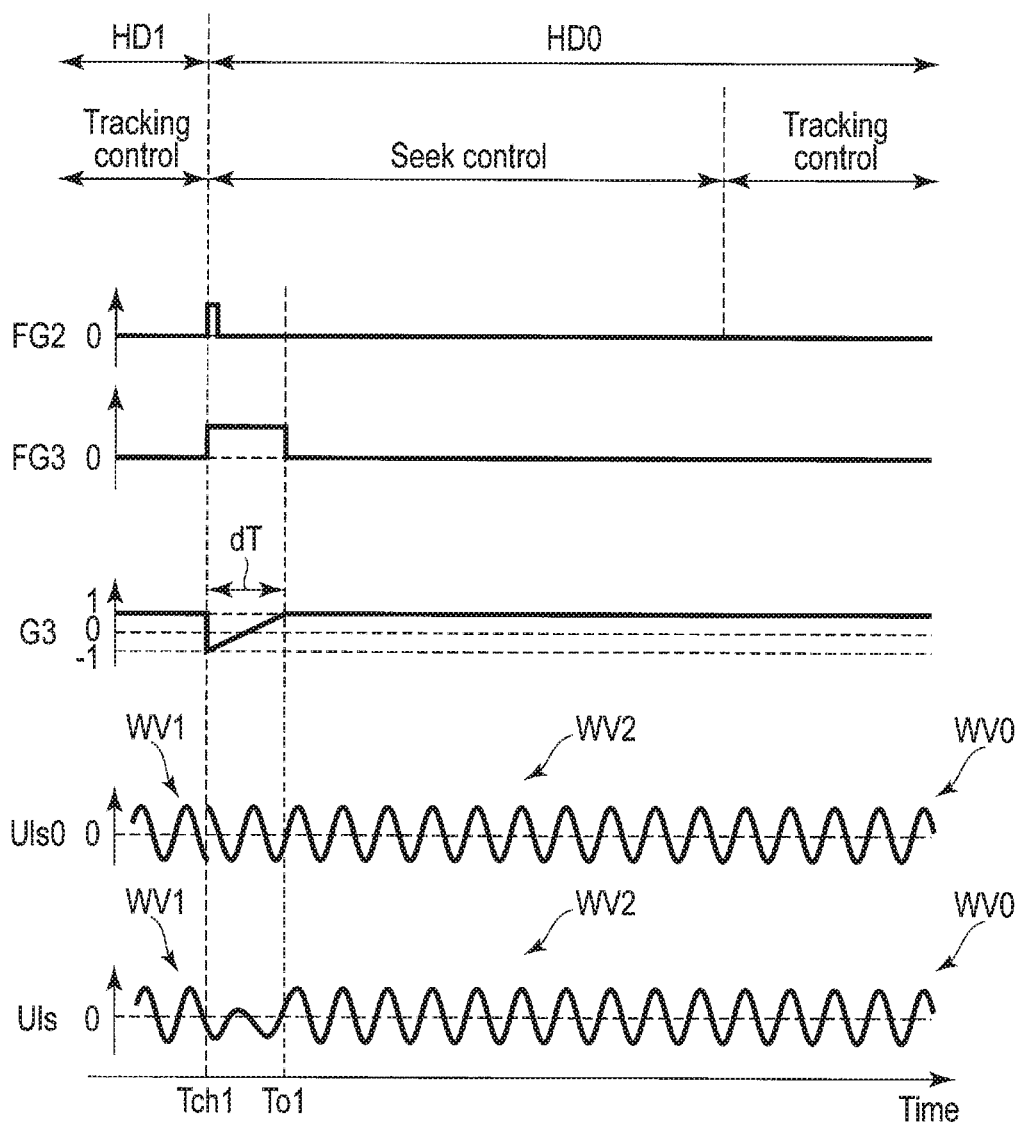 HD1
HD0
Tracking
control
Seek control
Tracking
control
FG2 0
FG3 0
dT
1
G3 0
-1
WV1
WV2
WV0
Uls0 0
WV1
WV2
WV0
Uls 0
Tch1
To1
Time